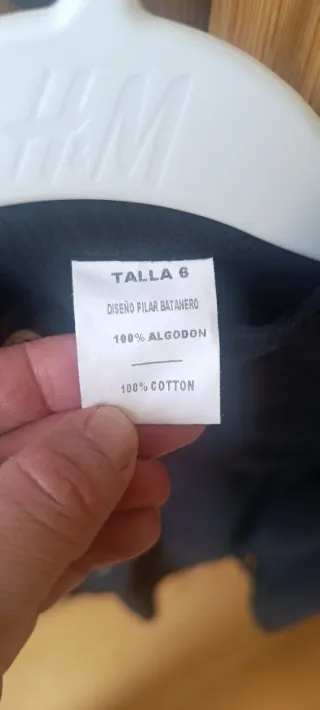 H&M
TALLA 6
DISEÑO PILAR BATANERO
100% ALGODON
100% COTTON